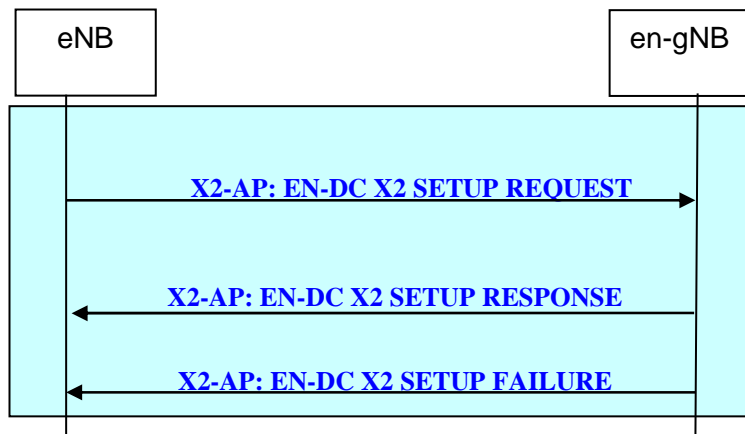 eNB
en-gNB
X2-AP: EN-DC X2 SETUP REQUEST
X2-AP: EN-DC X2 SETUP RESPONSE
X2-AP: EN-DC X2 SETUP FAILURE